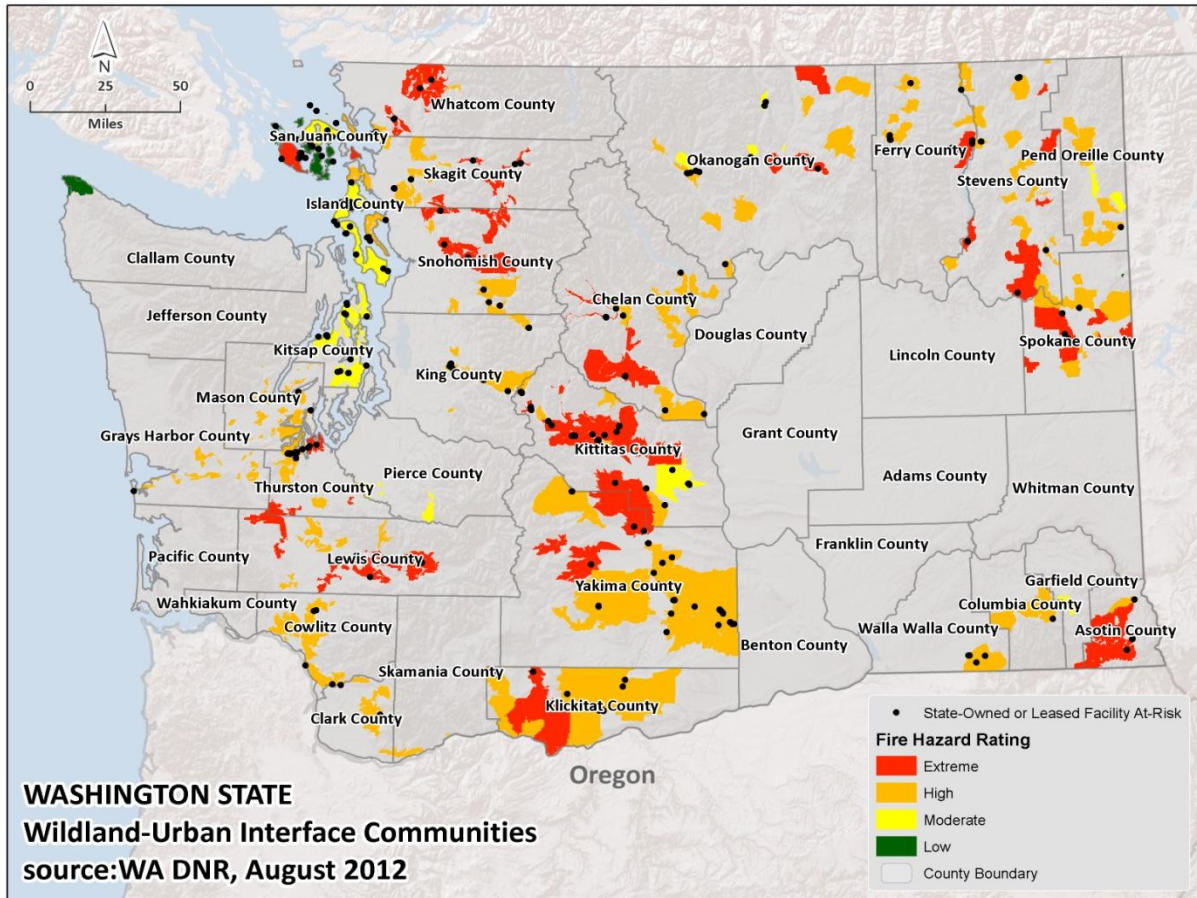 N
0 25 50
Miles
Whatcom County
San Juan County
Okanogan County
Ferry County
Pend Oreille County
Skagit County
Stevens County
Island County
Clallam County
Snohomish County
Chelan County
Jefferson County
Douglas County
Kitsap County
Lincoln County
Spokane County
King County
Mason County
Grays Harbor County
Grant County
Kittitas County
Pierce County
Adams County
Thurston County
Whitman County
Pacific County
Lewis County
Franklin County
Yakima County
Garfield County
Wahkiakum County
Columbia County
Cowlitz County
Walla Walla County
Asotin County
Benton County
Skamania County
Klickitat County
Clark County
Oregon
WASHINGTON STATE
Wildland-Urban Interface Communities
source:WA DNR, August 2012
State-Owned or Leased Facility At-Risk
Fire Hazard Rating
Extreme
High
Moderate
Low
County Boundary